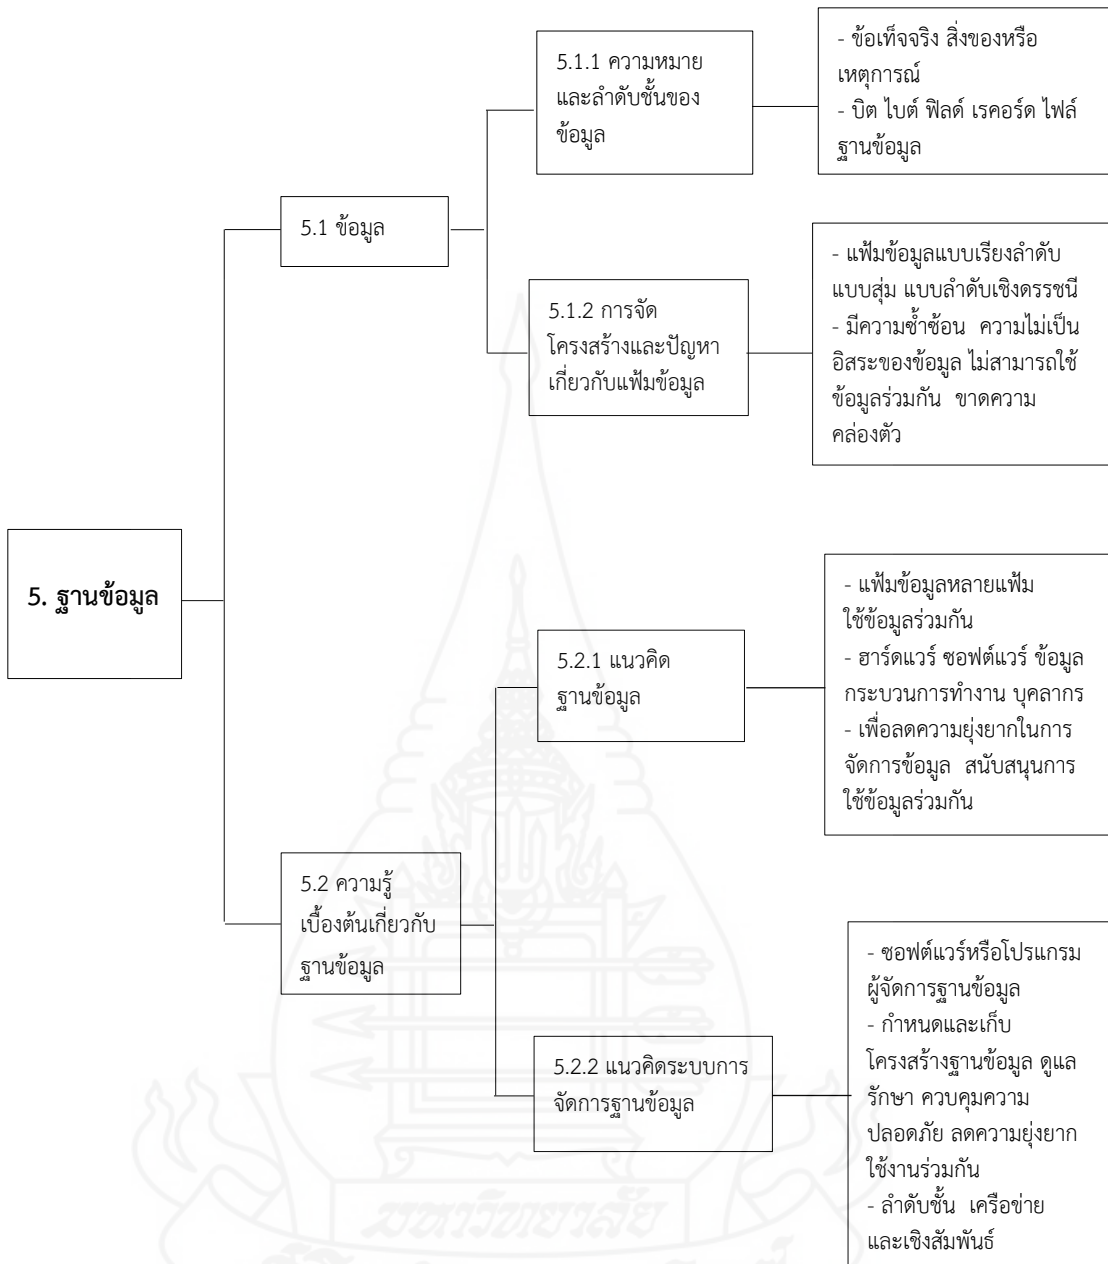 5. ฐานข้อมูล
5.1 ข้อมูล
5.1.1 ความหมาย
และลำดับชั้นของ
ข้อมูล
- ข้อเท็จจริง สิ่งของหรือ
เหตุการณ์
- บิต ไบต์ ฟิลด์ เรคอร์ด ไฟล์
ฐานข้อมูล
5.1.2 การจัด
โครงสร้างและปัญหา
เกี่ยวกับแฟ้มข้อมูล
- แฟ้มข้อมูลแบบเรียงลำดับ
แบบสุ่ม แบบลำดับเชิงดรรชนี
- มีความซ้ำซ้อน ความไม่เป็น
อิสระของข้อมูล ไม่สามารถใช้
ข้อมูลร่วมกัน ขาดความ
คล่องตัว
5.2 ความรู้
เบื้องต้นเกี่ยวกับ
ฐานข้อมูล
5.2.1 แนวคิด
ฐานข้อมูล
- แฟ้มข้อมูลหลายแฟ้ม
ใช้ข้อมูลร่วมกัน
- ฮาร์ดแวร์ ซอฟต์แวร์ ข้อมูล
กระบวนการทำงาน บุคลากร
- เพื่อลดความยุ่งยากในการ
จัดการข้อมูล สนับสนุนการ
ใช้ข้อมูลร่วมกัน
5.2.2 แนวคิดระบบการ
จัดการฐานข้อมูล
- ซอฟต์แวร์หรือโปรแกรม
ผู้จัดการฐานข้อมูล
- กำหนดและเก็บ
โครงสร้างฐานข้อมูล ดูแล
รักษา ควบคุมความ
ปลอดภัย ลดความยุ่งยาก
ใช้งานร่วมกัน
- ลำดับชั้น เครือข่าย
และเชิงสัมพันธ์
มหาวิทยาลัย